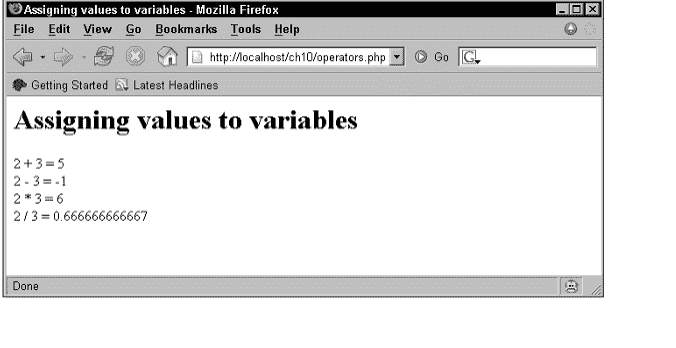 Assigning values to variables - Mozilla Firefox
File Edit View Go Bookmarks Tools Help
http://localhost/ch10/operators.php Go G
Getting Started Latest Headlines
Assigning values to variables
2 + 3 = 5
2 - 3 = -1
2 * 3 = 6
2 / 3 = 0.666666666667
Done